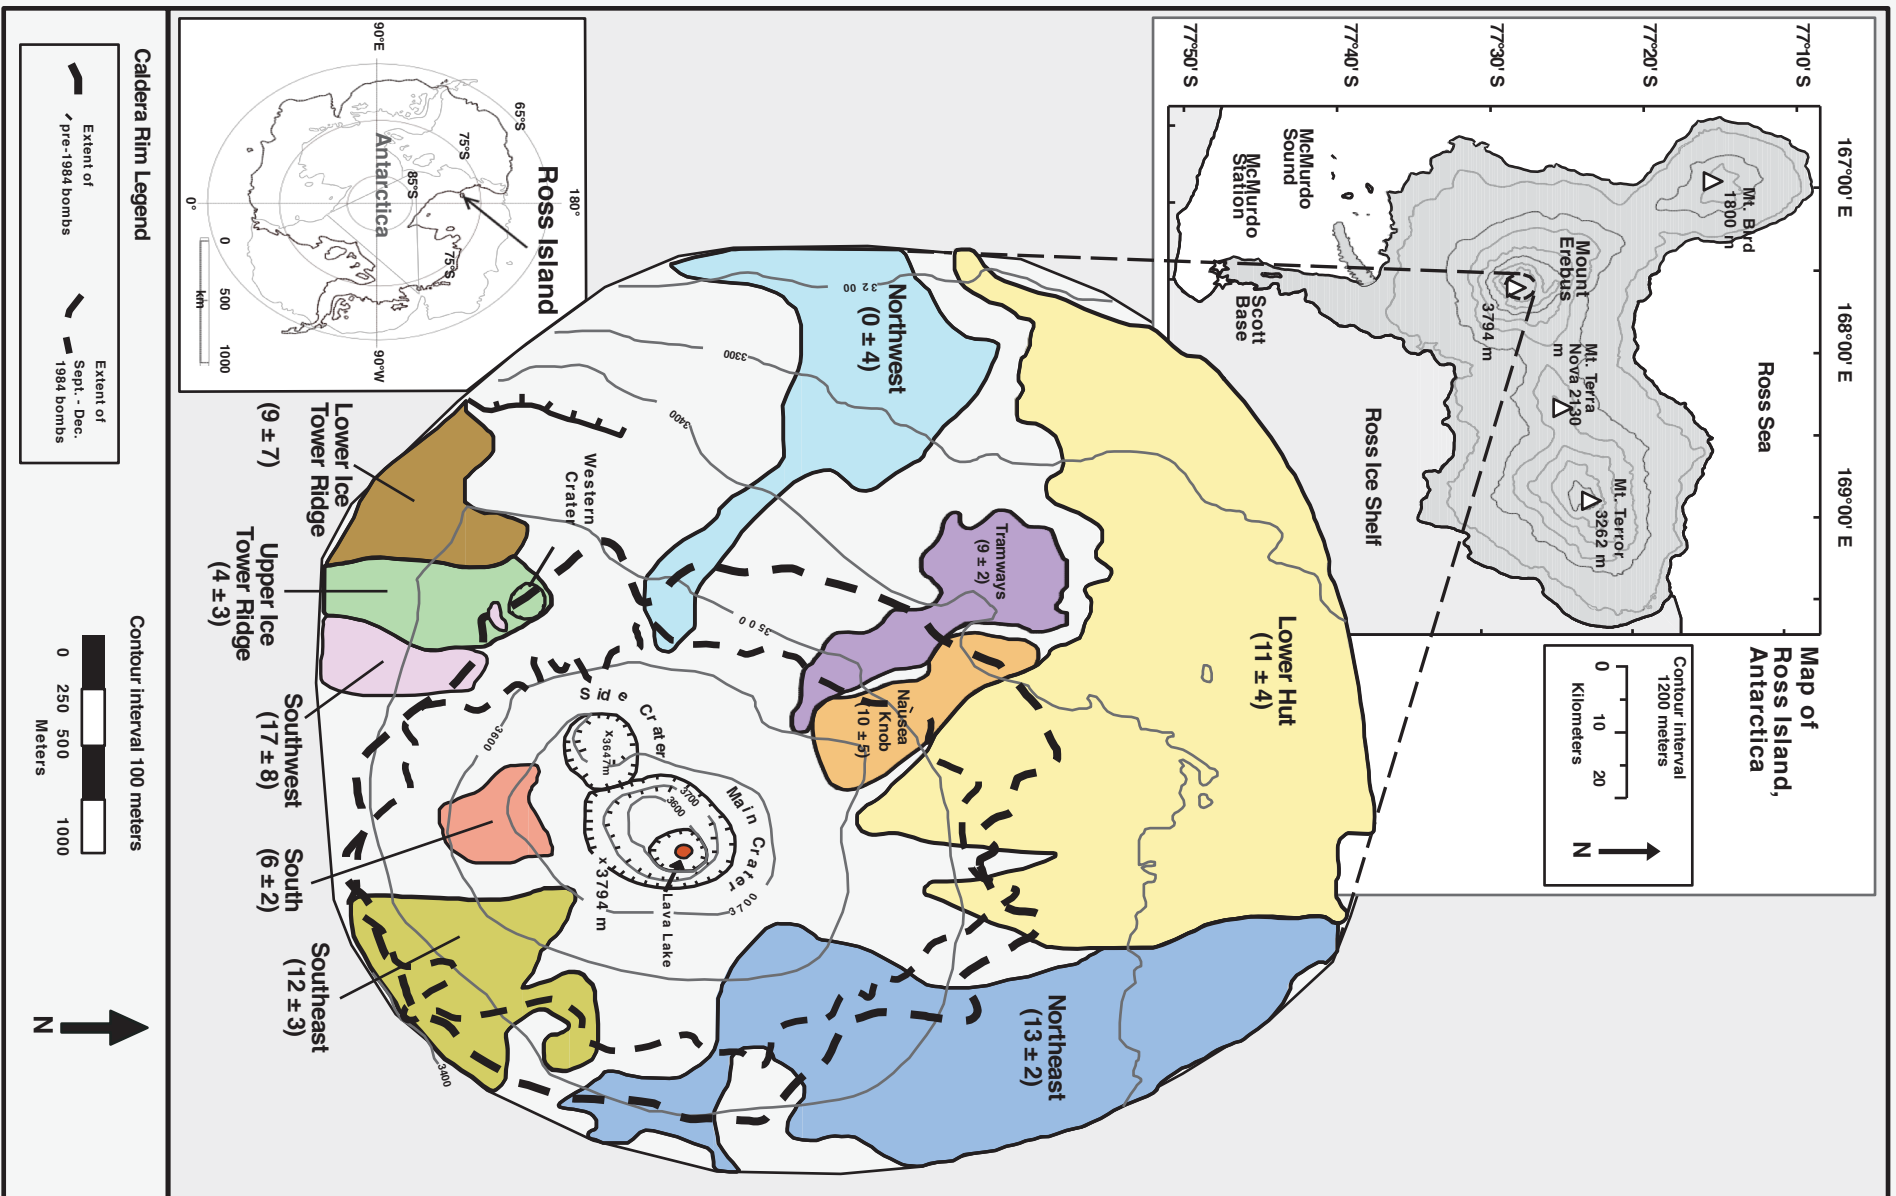 Map of
Ross Island,
Antarctica
Contour interval
1200 meters
0 10 20
Kilometers
N
77°10' S
77°20' S
77°30' S
77°40' S
77°50' S
167°00' E
168°00' E
169°00' E
Ross Sea
Mt. Bird
1800 m
Mount
Erebus
3794 m
Mt. Terra
Nova 2130
m
Mt. Terror
3262 m
McMurdo
Sound
McMurdo
Station
Scott
Base
Ross Ice Shelf
Ross Island
Antarctica
90°E
180°
90°W
0°
65°S
75°S
85°S
75°S
0 500 1000
km
Lower Hut
(11 ± 4)
Northwest
(0 ± 4)
Tramways
(9 ± 2)
Nausea
Knob
(10 ± 5)
Northeast
(13 ± 2)
3200
3300
3400
3500
3600
3700
3400
Western
Crater
Side Crater
x3647m
Main Crater
3700
3600
x3794 m
Lava Lake
Lower Ice
Tower Ridge
(9 ± 7)
Upper Ice
Tower Ridge
(4 ± 3)
Southwest
(17 ± 8)
South
(6 ± 2)
Southeast
(12 ± 3)
Caldera Rim Legend
Extent of
pre-1984 bombs
Extent of
Sept. - Dec.
1984 bombs
Contour interval 100 meters
0 250 500 1000
Meters
N